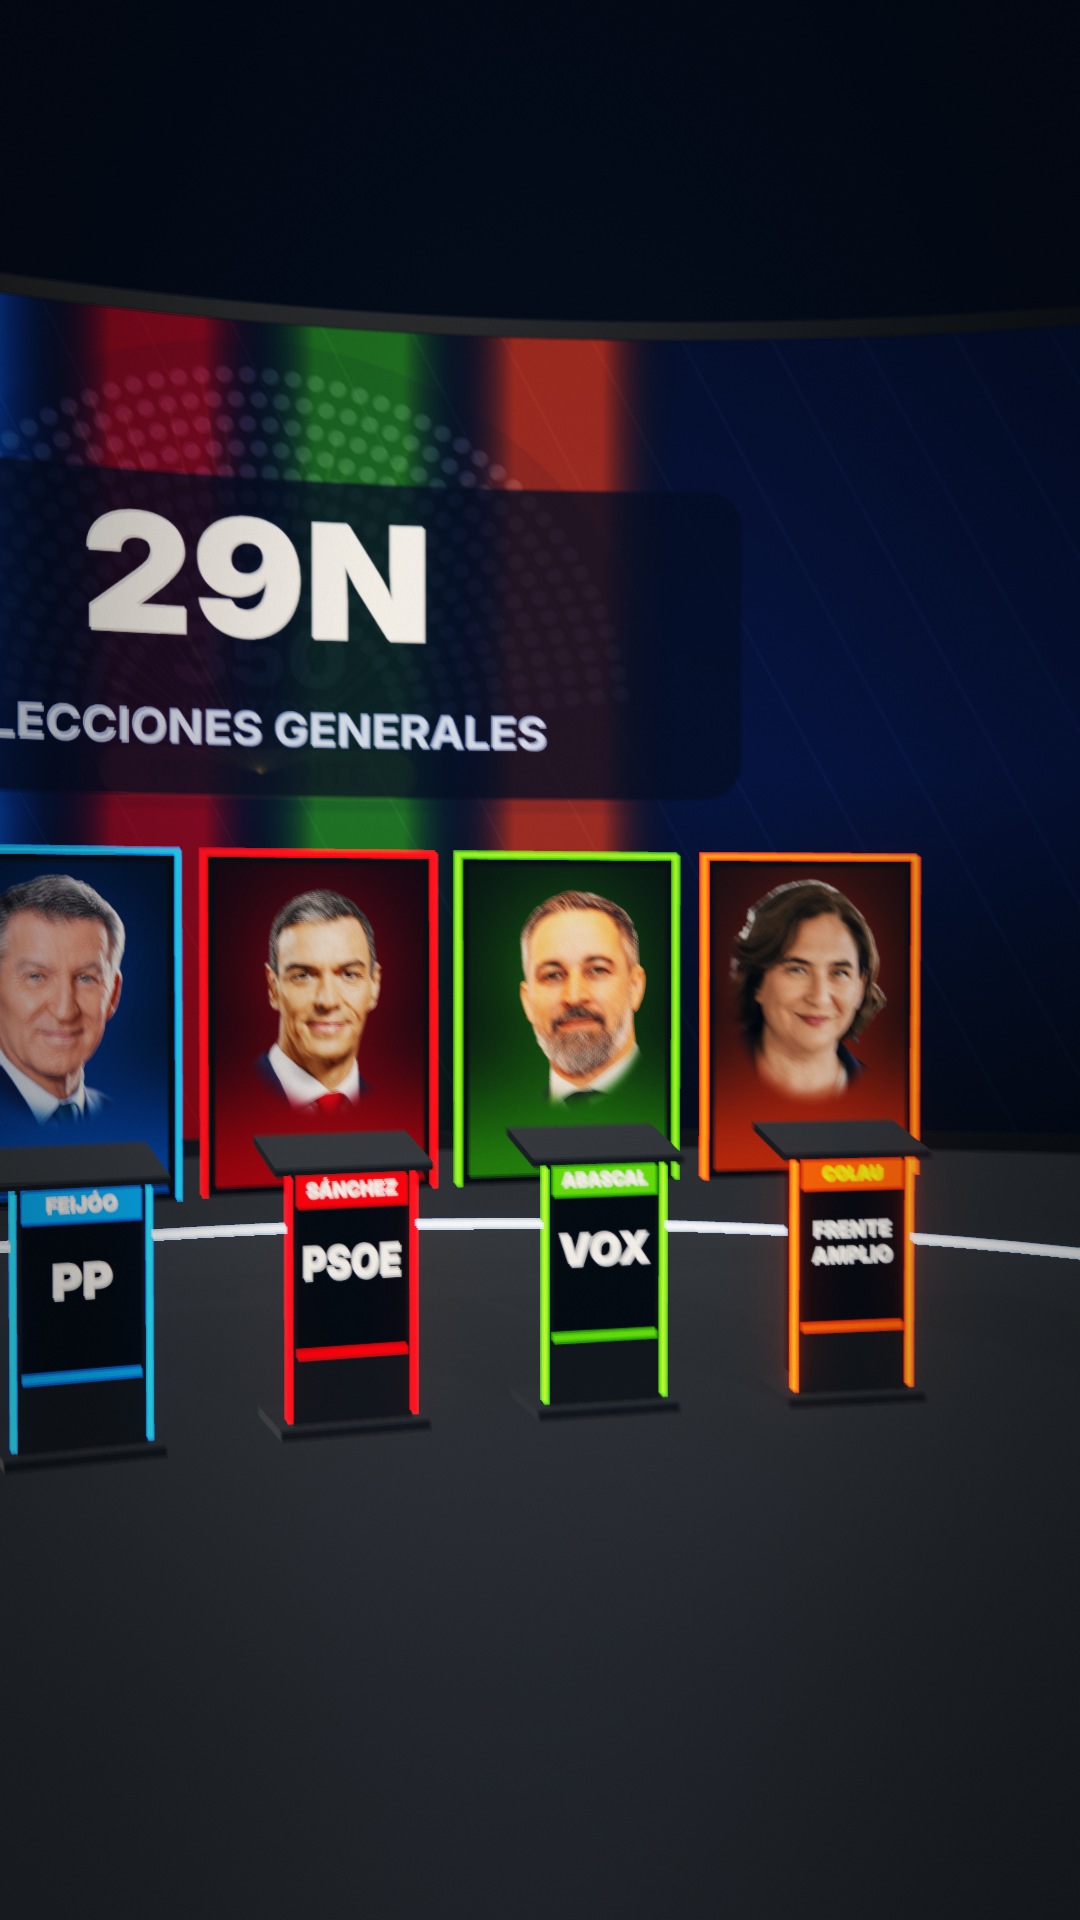 29N
LECCIONES GENERALES
FEIJÓO
PP
SÁNCHEZ
PSOE
ABASCAL
VOX
COLAU
FRENTE
AMPLIO